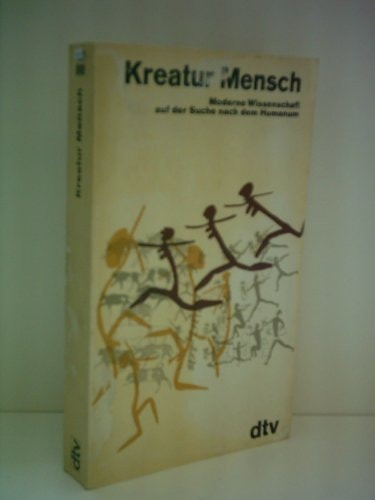 Kreatur Mensch
Moderne Wissenschaft
auf der Suche nach dem Humanum
dtv
Kreatur Mensch
dtv